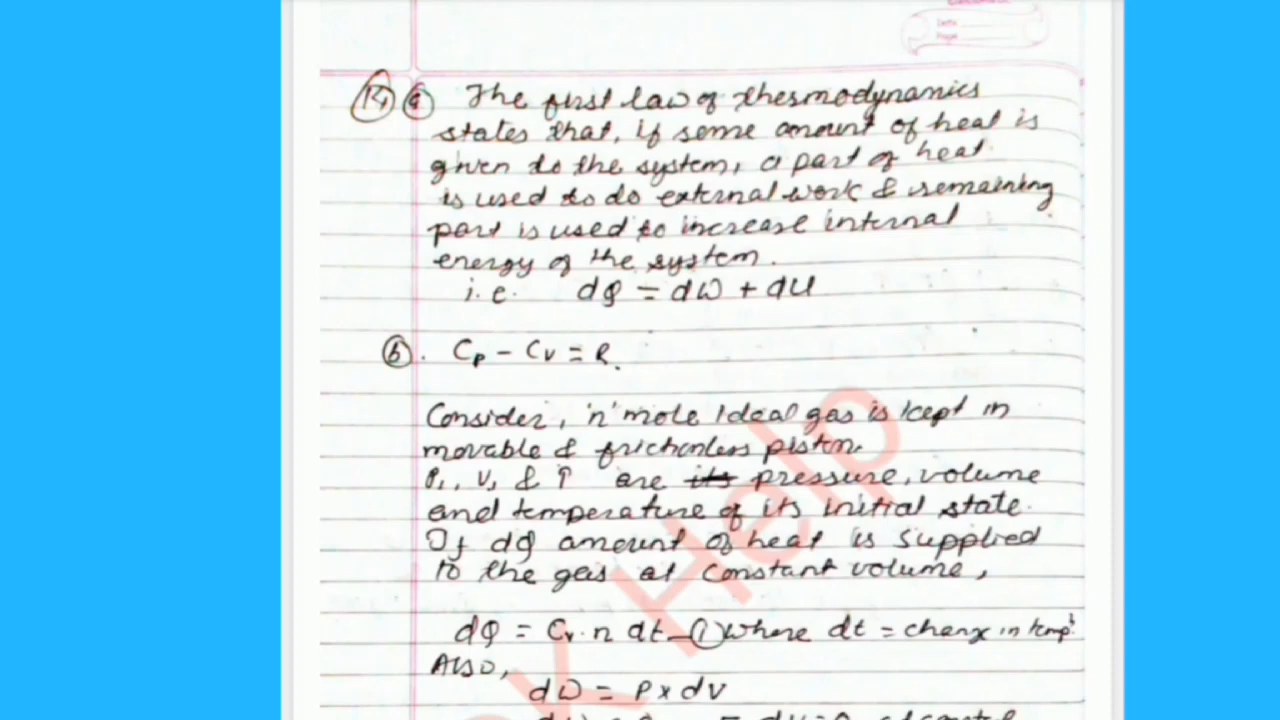 Date
Page
14 a The first law of thermodynamics
states that, if some amount of heat is
given to the system, a part of heat
is used to do external work & remaining
part is used to increase internal
energy of the system.
i.e. dQ = dW + dU
b. Cp - Cv = R.
Consider, 'n' mole Ideal gas is kept in
movable & frictionless piston.
P, V, & T are its pressure, volume
and temperature of its initial state.
If dQ amount of heat is supplied
to the gas at constant volume,
dQ = Cv. n dt — (1) where dt = change in temp^r
Also,
dW = P x dV
K Help